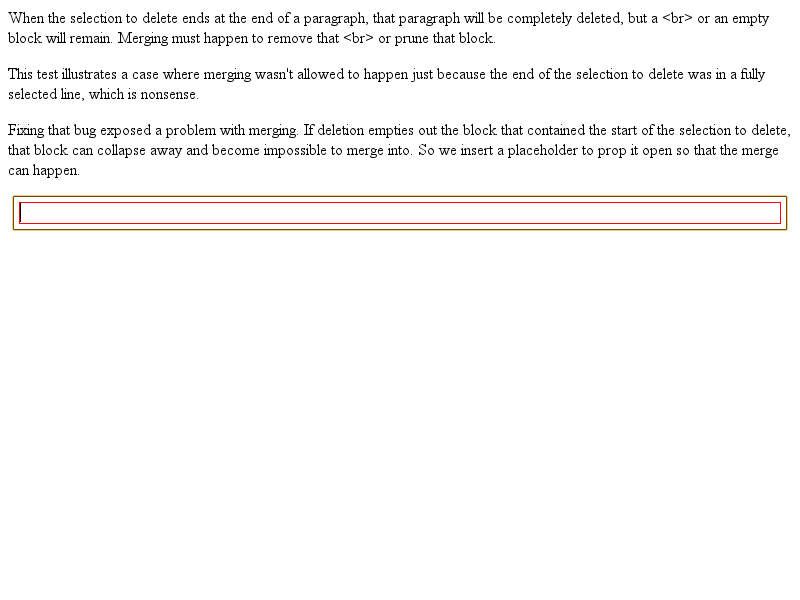 When the selection to delete ends at the end of a paragraph, that paragraph will be completely deleted, but a <br> or an empty
block will remain. Merging must happen to remove that <br> or prune that block.
This test illustrates a case where merging wasn't allowed to happen just because the end of the selection to delete was in a fully
selected line, which is nonsense.
Fixing that bug exposed a problem with merging. If deletion empties out the block that contained the start of the selection to delete,
that block can collapse away and become impossible to merge into. So we insert a placeholder to prop it open so that the merge
can happen.